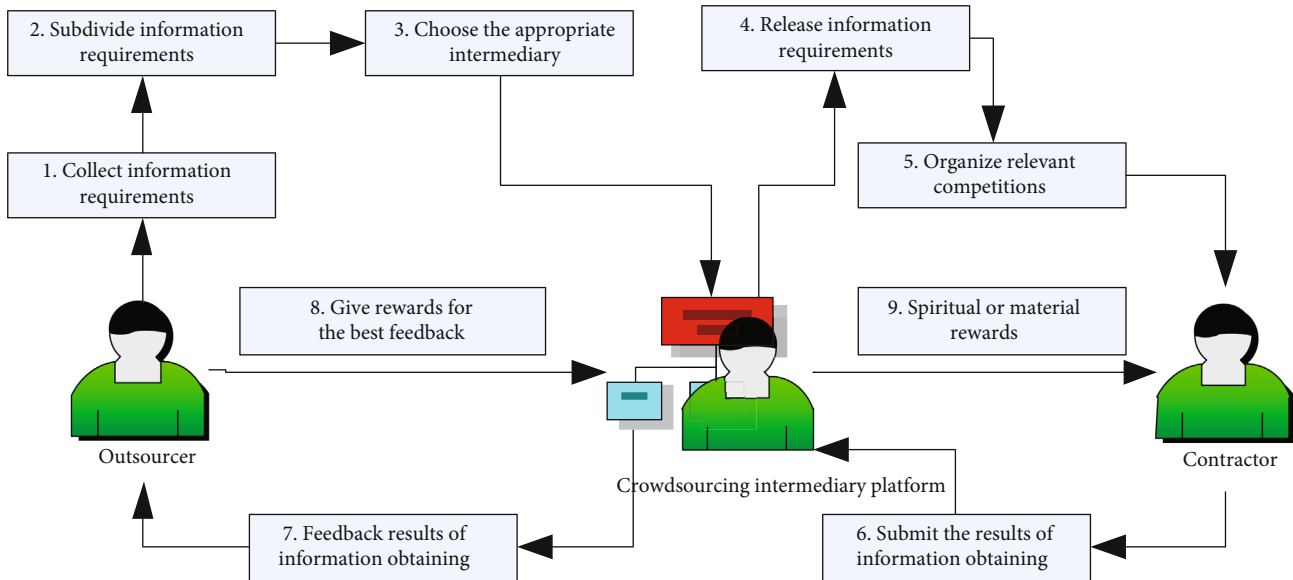 2. Subdivide information
requirements
3. Choose the appropriate
intermediary
4. Release information
requirements
1. Collect information
requirements
5. Organize relevant
competitions
8. Give rewards for
the best feedback
9. Spiritual or material
rewards
Outsourcer
Crowdsourcing intermediary platform
Contractor
7. Feedback results of
information obtaining
6. Submit the results of
information obtaining